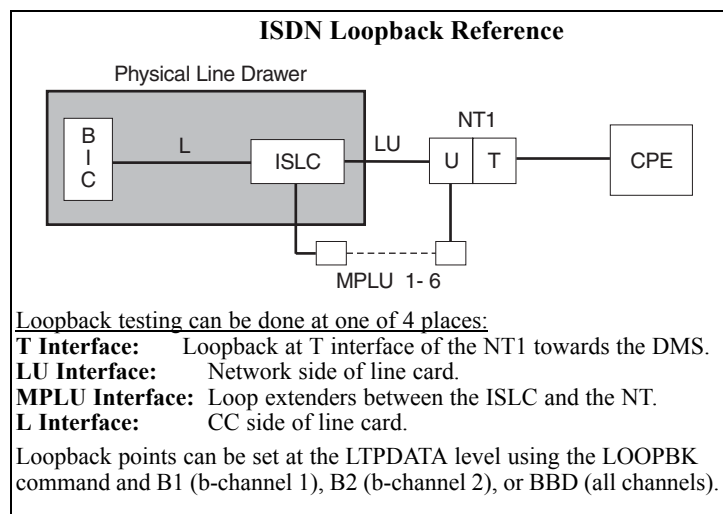 ISDN Loopback Reference
Physical Line Drawer
B
I
C
L
ISLC
LU
NT1
U
T
CPE
MPLU 1- 6
Loopback testing can be done at one of 4 places:
T Interface: Loopback at T interface of the NT1 towards the DMS.
LU Interface: Network side of line card.
MPLU Interface: Loop extenders between the ISLC and the NT.
L Interface: CC side of line card.
Loopback points can be set at the LTPDATA level using the LOOPBK
command and B1 (b-channel 1), B2 (b-channel 2), or BBD (all channels).